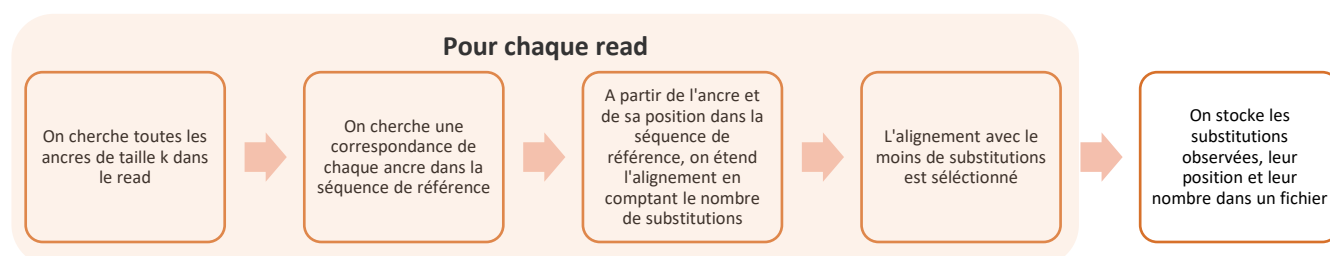 Pour chaque read
On cherche toutes les
ancres de taille k dans
le read
On cherche une
correspondance de
chaque ancre dans la
séquence de référence
A partir de l'ancre et
de sa position dans la
séquence de
référence, on étend
l'alignement en
comptant le nombre
de substitutions
L'alignement avec le
moins de substitutions
est séléctionné
On stocke les
substitutions
observées, leur
position et leur
nombre dans un fichier